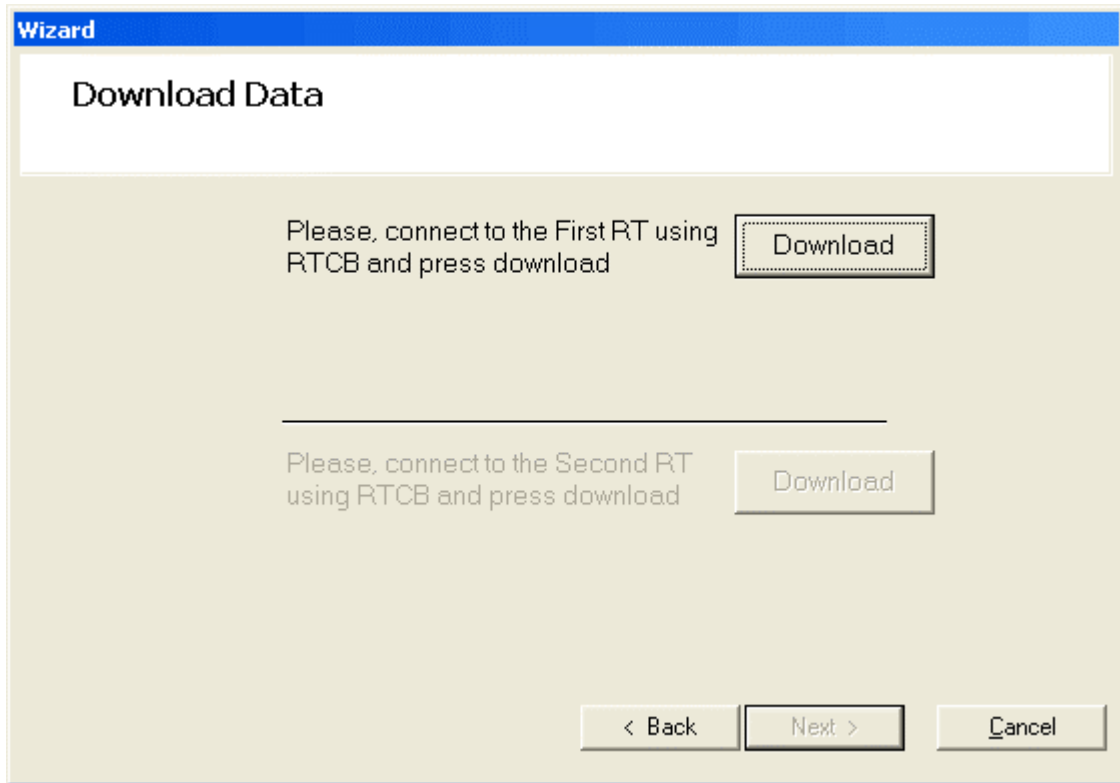 Wizard
Download Data
Please, connect to the First RT using
RTCB and press download
Download
Please, connect to the Second RT
using RTCB and press download
Download
< Back
Next >
Cancel